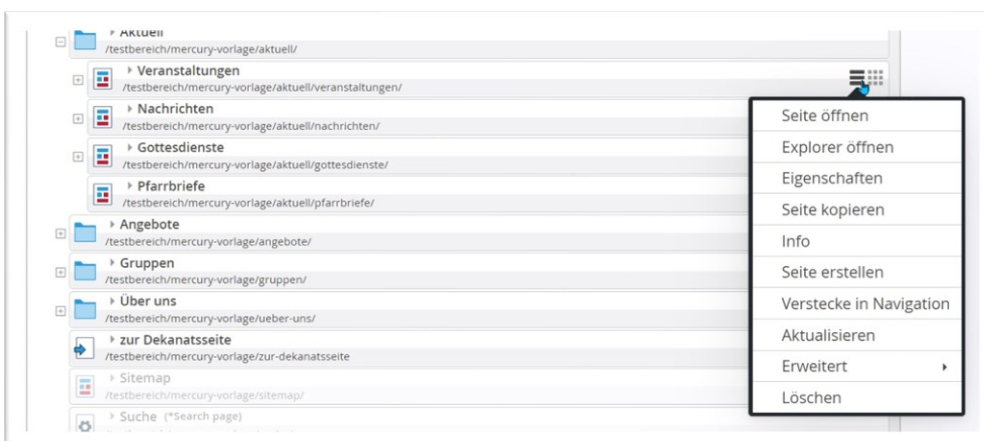 Aktuell
/testbereich/mercury-vorlage/aktuell/
Veranstaltungen
/testbereich/mercury-vorlage/aktuell/veranstaltungen/
Nachrichten
/testbereich/mercury-vorlage/aktuell/nachrichten/
Gottesdienste
/testbereich/mercury-vorlage/aktuell/gottesdienste/
Pfarrbriefe
/testbereich/mercury-vorlage/aktuell/pfarrbriefe/
Angebote
/testbereich/mercury-vorlage/angebote/
Gruppen
/testbereich/mercury-vorlage/gruppen/
Über uns
/testbereich/mercury-vorlage/ueber-uns/
zur Dekanatsseite
/testbereich/mercury-vorlage/zur-dekanatsseite
Sitemap
/testbereich/mercury-vorlage/sitemap/
Suche (*Search page)
Seite öffnen
Explorer öffnen
Eigenschaften
Seite kopieren
Info
Seite erstellen
Verstecke in Navigation
Aktualisieren
Erweitert
Löschen